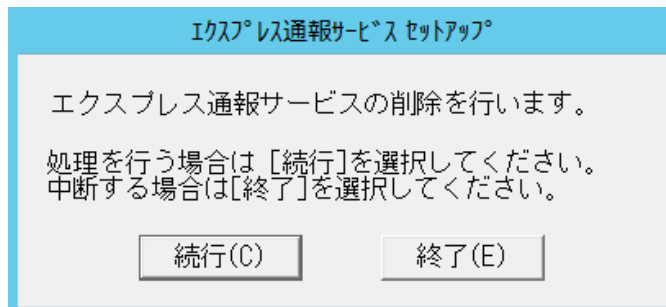 ｴｸｽﾌﾟﾚｽ通報ｻｰﾋﾞｽ ｾｯﾄｱｯﾌﾟ
エクスプレス通報サービスの削除を行います。
処理を行う場合は [続行]を選択してください。
中断する場合は[終了]を選択してください。
続行(C)
終了(E)